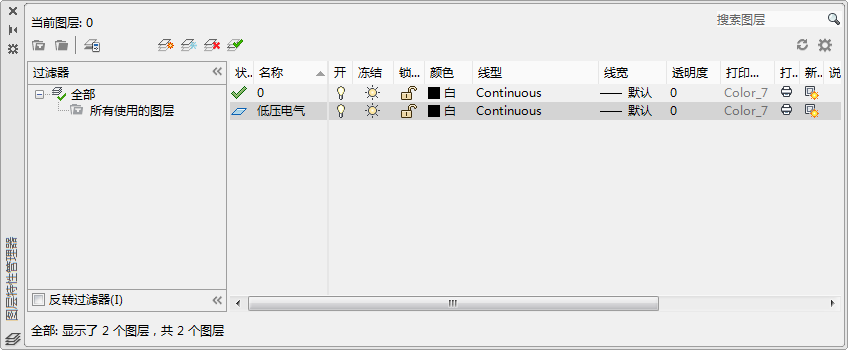 当前图层: 0
搜索图层
过滤器
全部
所有使用的图层
反转过滤器(I)
状.. 名称 开 冻结 锁... 颜色 线型 线宽 透明度 打印... 打.. 新.. 说
0 白 Continuous 默认 0 Color_7
低压电气 白 Continuous 默认 0 Color_7
全部: 显示了 2 个图层，共 2 个图层
图层特性管理器